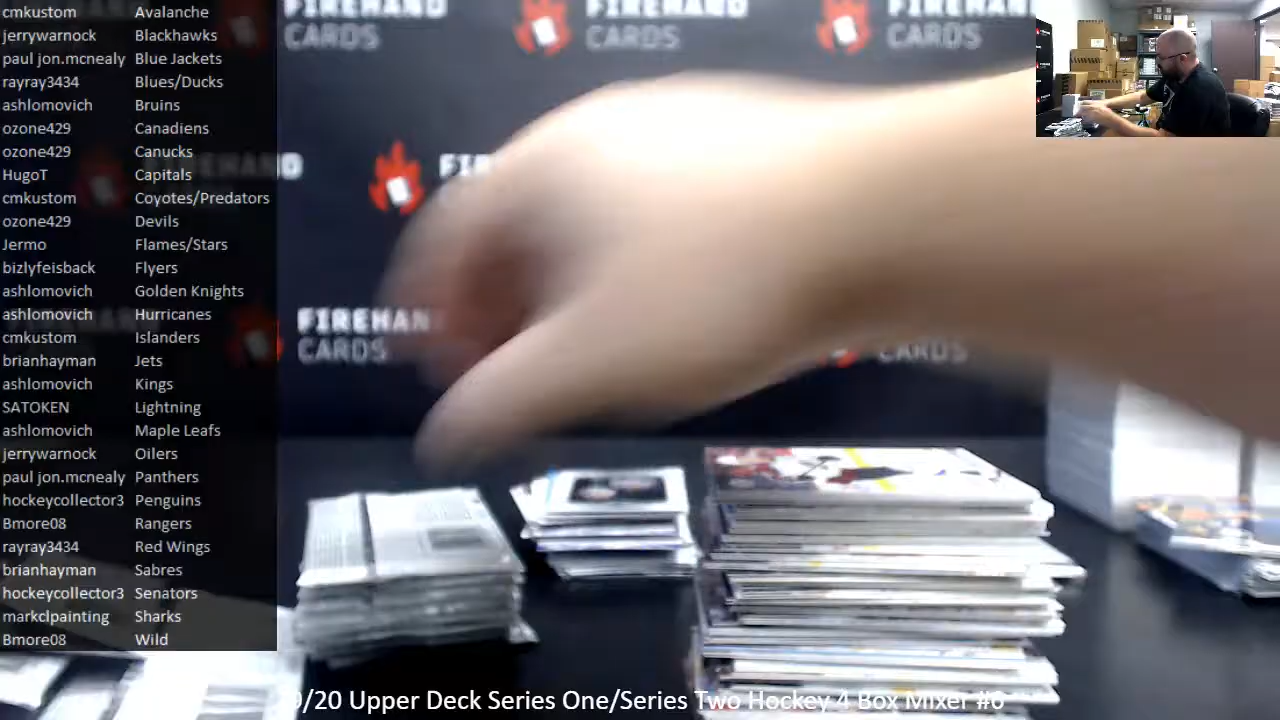 cmkustom Avalanche
jerrywarnock Blackhawks
paul jon.mcnealy Blue Jackets
rayray3434 Blues/Ducks
ashlomovich Bruins
ozone429 Canadiens
ozone429 Canucks
HugoT Capitals
cmkustom Coyotes/Predators
ozone429 Devils
Jermo Flames/Stars
bizlyfeisback Flyers
ashlomovich Golden Knights
ashlomovich Hurricanes
cmkustom Islanders
brianhayman Jets
ashlomovich Kings
SATOKEN Lightning
ashlomovich Maple Leafs
jerrywarnock Oilers
paul jon.mcnealy Panthers
hockeycollector3 Penguins
Bmore08 Rangers
rayray3434 Red Wings
brianhayman Sabres
hockeycollector3 Senators
markclpainting Sharks
Bmore08 Wild
FIREHAND FIREHAND FIREHAN
CARDS CARDS CARDS
FIREHAN
CARDS CARDS
9/20 Upper Deck Series One/Series Two Hockey 4 Box Mixer #6